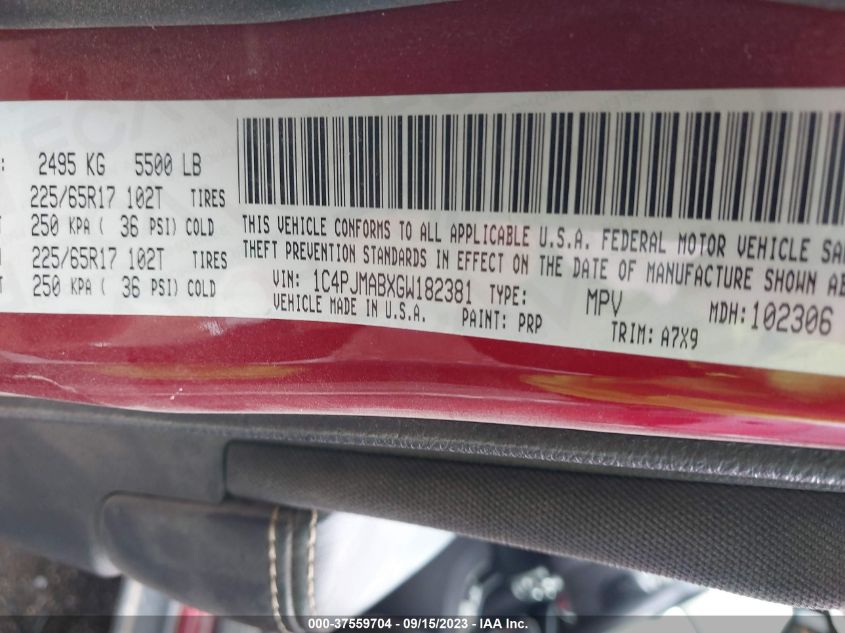 : 2495 KG 5500 LB
225/65R17 102T TIRES
250 KPA ( 36 PSI) COLD
225/65R17 102T TIRES
250 KPA ( 36 PSI) COLD
THIS VEHICLE CONFORMS TO ALL APPLICABLE U.S.A. FEDERAL MOTOR VEHICLE SA
THEFT PREVENTION STANDARDS IN EFFECT ON THE DATE OF MANUFACTURE SHOWN AB
VIN: 1C4PJMABXGW182381 TYPE: MPV MDH:102306
VEHICLE MADE IN U.S.A. PAINT: PRP TRIM: A7X9
000-37559704 - 09/15/2023 - IAA Inc.